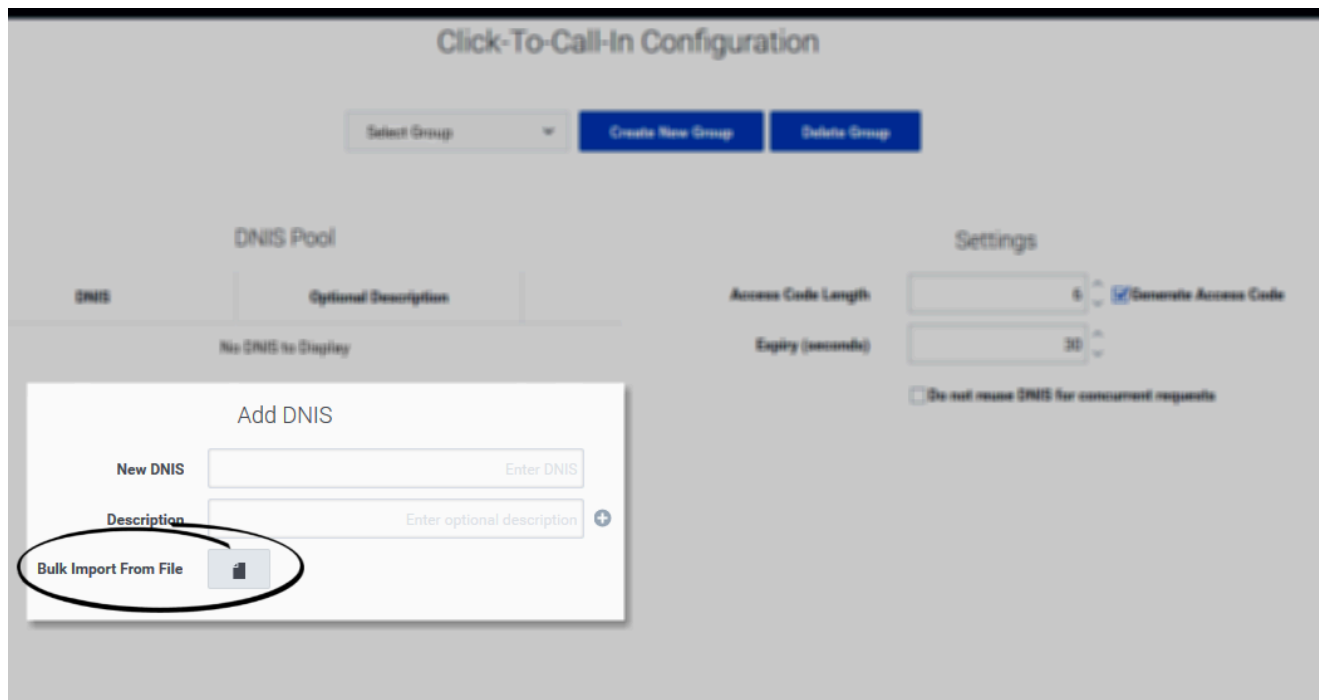 Click-To-Call-In Configuration
Select Group Create New Group Delete Group
DNIS Pool
DNIS Optional Description
No DNIS to Display
Settings
Access Code Length 6 Generate Access Code
Expiry (seconds) 30
Do not reuse DNIS for concurrent requests
Add DNIS
New DNIS Enter DNIS
Description Enter optional description
Bulk Import From File